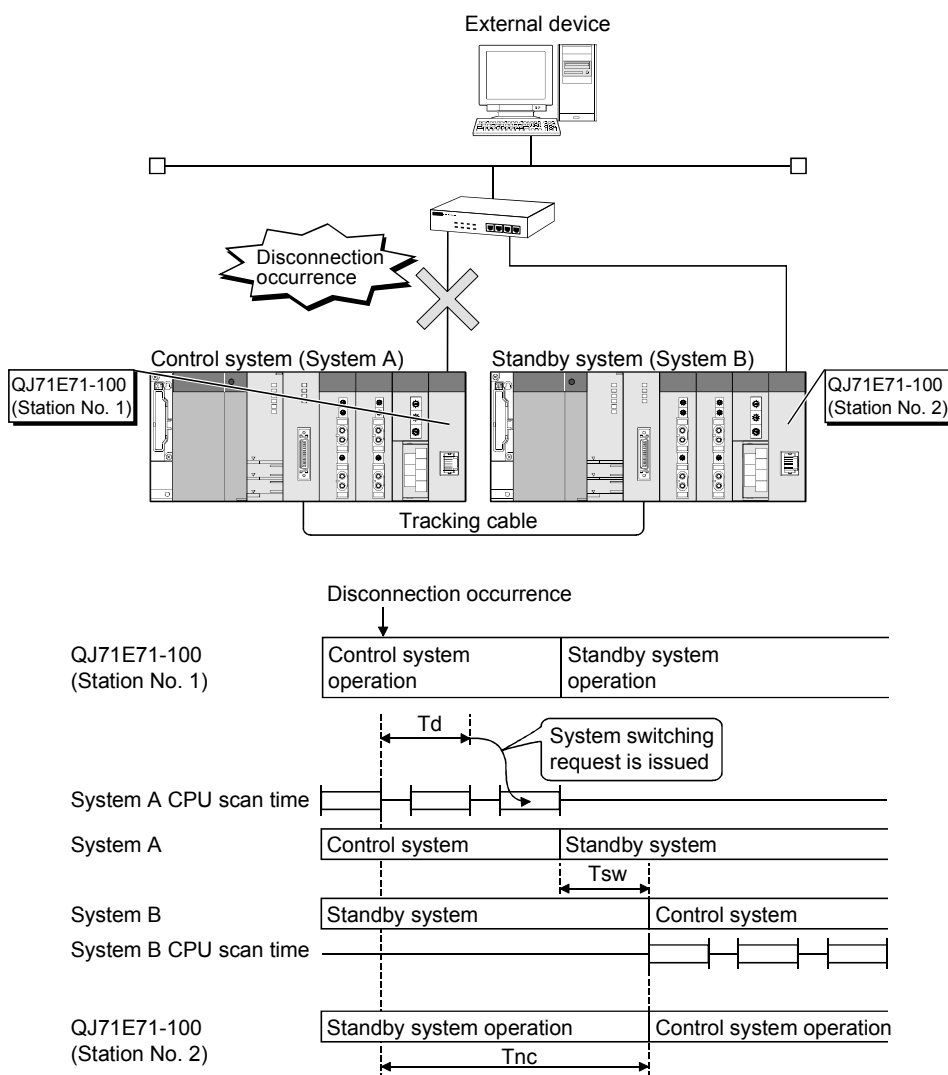 External device
Disconnection
occurrence
Control system (System A)
Standby system (System B)
QJ71E71-100
(Station No. 1)
QJ71E71-100
(Station No. 2)
Tracking cable
Disconnection occurrence
QJ71E71-100
(Station No. 1)
Control system
operation
Standby system
operation
Td
System switching
request is issued
System A CPU scan time
System A
Control system
Standby system
Tsw
System B
Standby system
Control system
System B CPU scan time
QJ71E71-100
(Station No. 2)
Standby system operation
Control system operation
Tnc